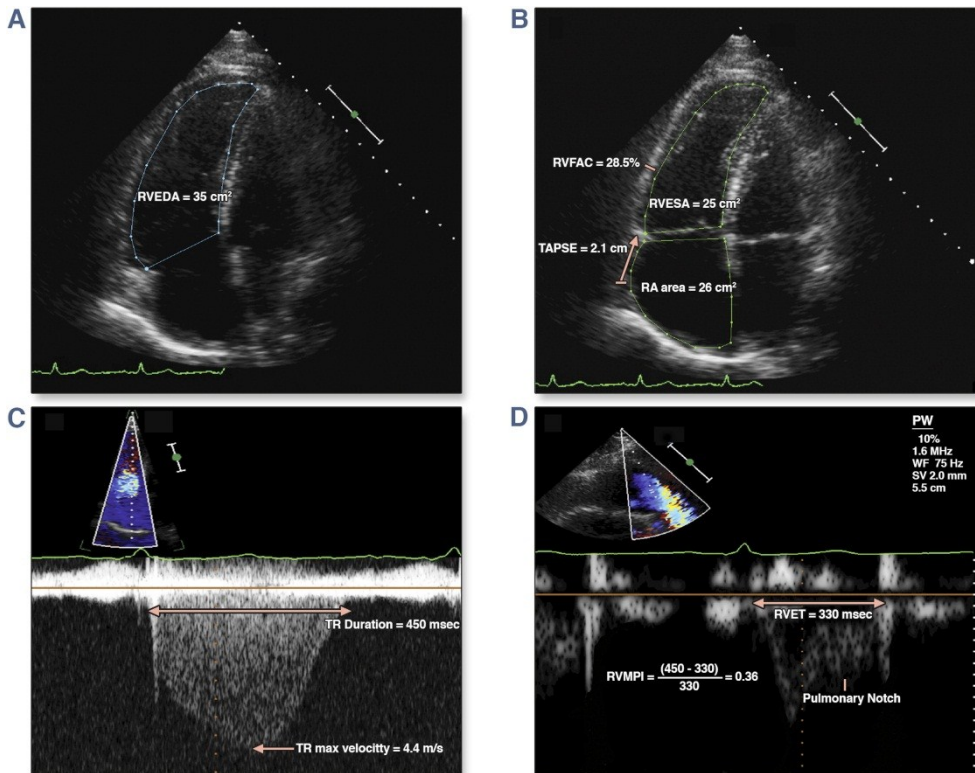 A
RVEDA = 35 cm²
B
RVFAC = 28.5%
RVESA = 25 cm²
TAPSE = 2.1 cm
RA area = 26 cm²
C
TR Duration = 450 msec
TR max velocitty = 4.4 m/s
D
PW
10%
1.6 MHz
WF 75 Hz
SV 2.0 mm
5.5 cm
RVET = 330 msec
RVMPI = (450 - 330) / 330 = 0.36
Pulmonary Notch